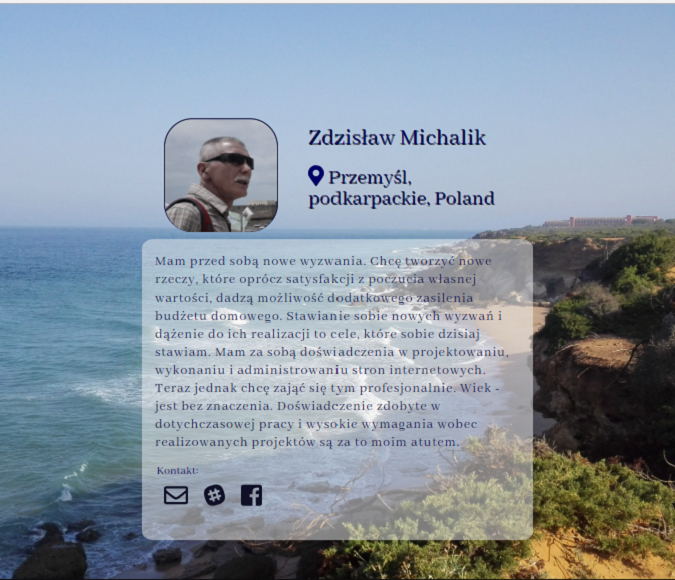 Zdzisław Michalik
Przemyśl,
podkarpackie, Poland
Mam przed sobą nowe wyzwania. Chcę tworzyć nowe
rzeczy, które oprócz satysfakcji z poczucia własnej
wartości, dadzą możliwość dodatkowego zasilenia
budżetu domowego. Stawianie sobie nowych wyzwań i
dążenie do ich realizacji to cele, które sobie dzisiaj
stawiam. Mam za sobą doświadczenia w projektowaniu,
wykonaniu i administrowaniu stron internetowych.
Teraz jednak chcę zająć się tym profesjonalnie. Wiek -
jest bez znaczenia. Doświadczenie zdobyte w
dotychczasowej pracy i wysokie wymagania wobec
realizowanych projektów są za to moim atutem.
Kontakt: